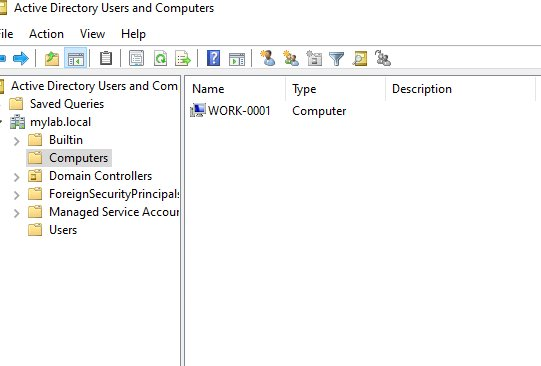 Active Directory Users and Computers
File Action View Help
Active Directory Users and Com
Saved Queries
mylab.local
Builtin
Computers
Domain Controllers
ForeignSecurityPrincipals
Managed Service Accour
Users
Name Type Description
WORK-0001 Computer